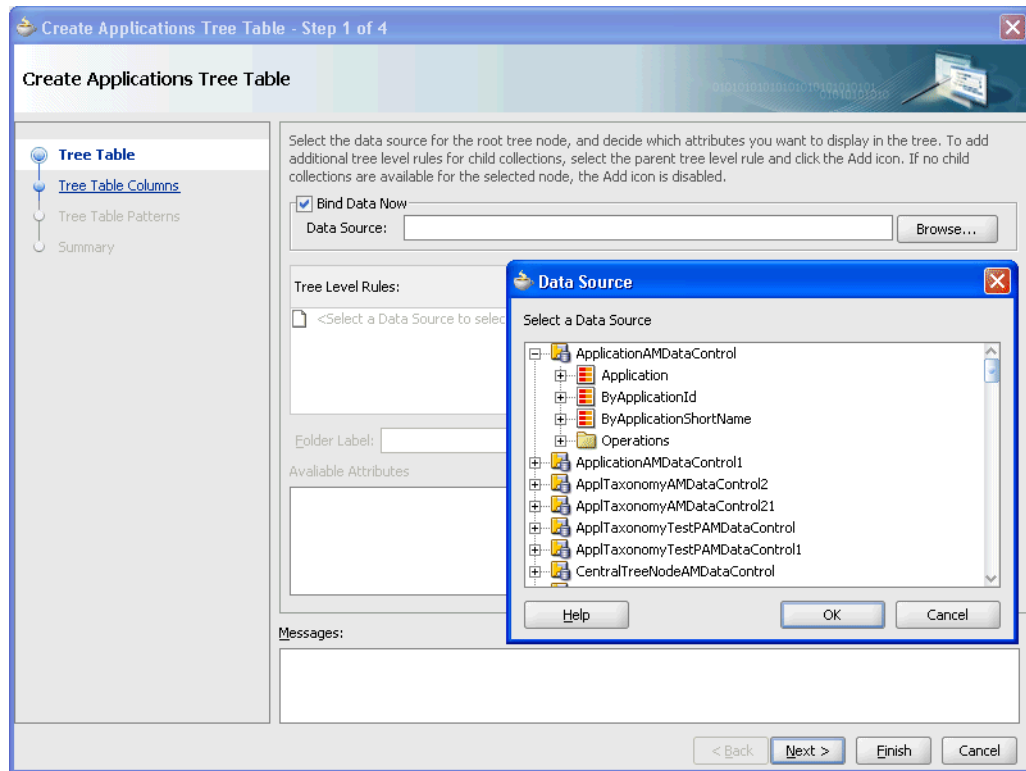 Create Applications Tree Table - Step 1 of 4
Create Applications Tree Table
Tree Table
Tree Table Columns
Tree Table Patterns
Summary
Select the data source for the root tree node, and decide which attributes you want to display in the tree. To add
additional tree level rules for child collections, select the parent tree level rule and click the Add icon. If no child
collections are available for the selected node, the Add icon is disabled.
Bind Data Now
Data Source:
Browse...
Tree Level Rules:
<Select a Data Source to selec
Folder Label:
Avaliable Attributes
Data Source
Select a Data Source
ApplicationAMDataControl
Application
ByApplicationId
ByApplicationShortName
Operations
ApplicationAMDataControl1
ApplTaxonomyAMDataControl2
ApplTaxonomyAMDataControl21
ApplTaxonomyTestPAMDataControl
ApplTaxonomyTestPAMDataControl1
CentralTreeNodeAMDataControl
Help
OK
Cancel
Messages:
< Back
Next >
Finish
Cancel